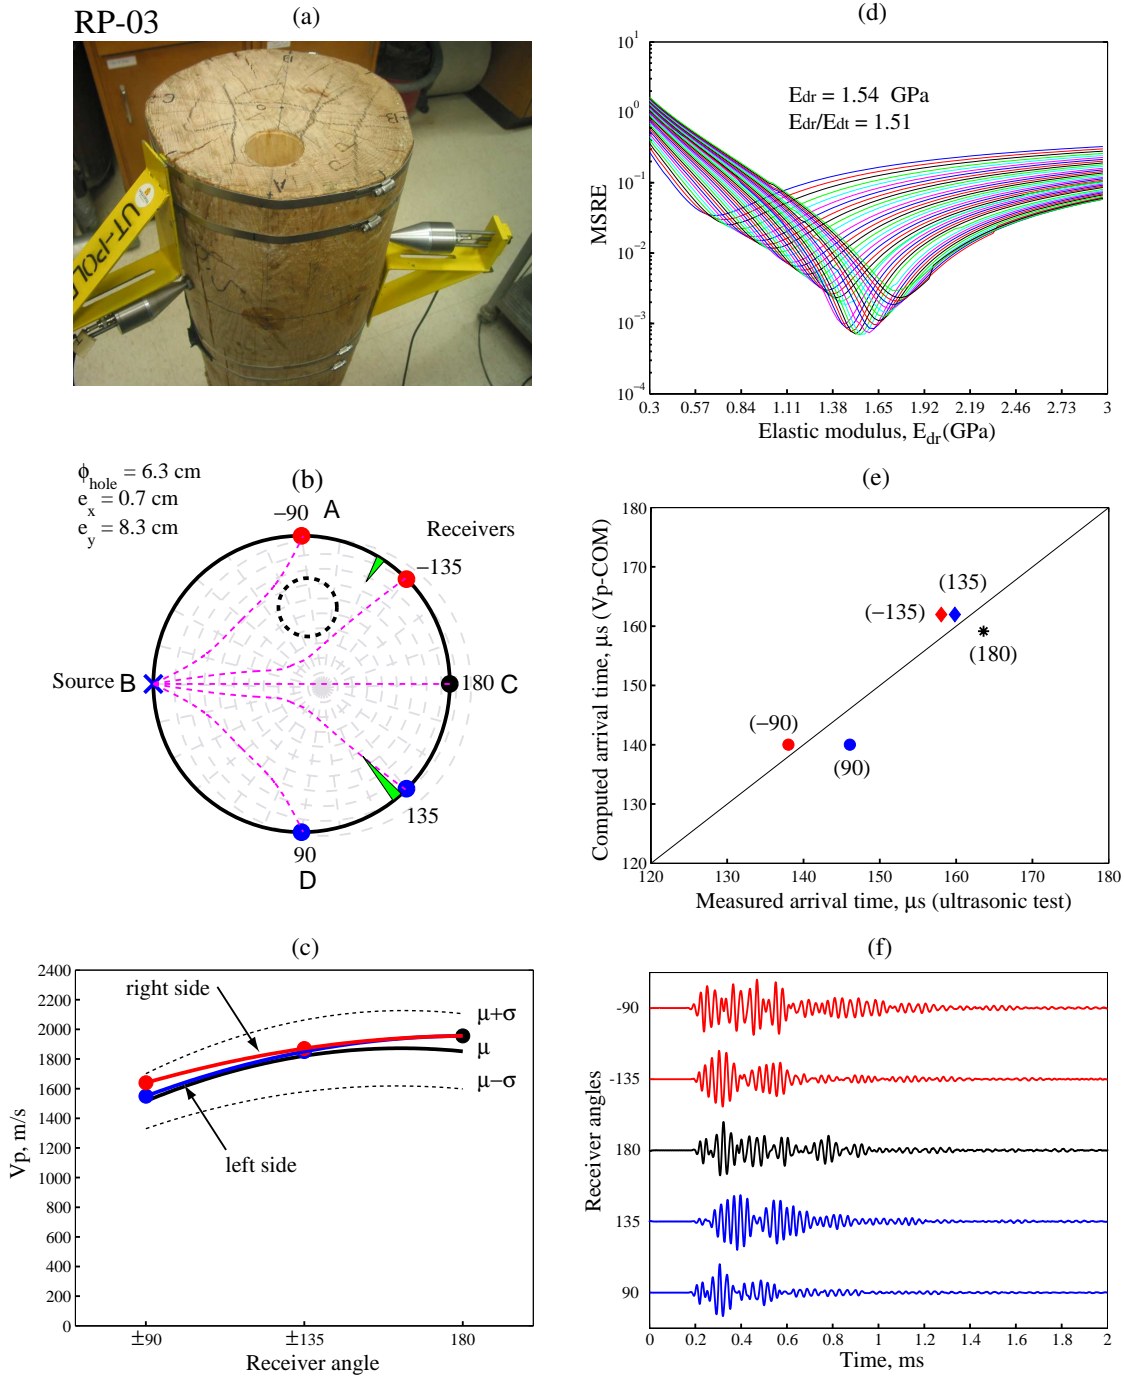 RP-03
(a)
UT-POL
A
B
C
(d)
MSRE
10^1
10^0
10^−1
10^−2
10^−3
10^−4
E_dr = 1.54 GPa
E_dr/E_dt = 1.51
0.3 0.57 0.84 1.11 1.38 1.65 1.92 2.19 2.46 2.73 3
Elastic modulus, E_dr(GPa)
(b)
ϕ_hole = 6.3 cm
e_x = 0.7 cm
e_y = 8.3 cm
−90 A
Receivers
−135
Source B
180 C
135
90
D
(e)
Computed arrival time, μs (Vp-COM)
180
170
160
150
140
130
120
(135)
(−135)
(180)
(−90)
(90)
120 130 140 150 160 170 180
Measured arrival time, μs (ultrasonic test)
(c)
Vp, m/s
2400
2200
2000
1800
1600
1400
1200
1000
800
600
400
200
0
right side
μ+σ
μ
μ−σ
left side
±90 ±135 180
Receiver angle
(f)
Receiver angles
-90
-135
180
135
90
0 0.2 0.4 0.6 0.8 1 1.2 1.4 1.6 1.8 2
Time, ms